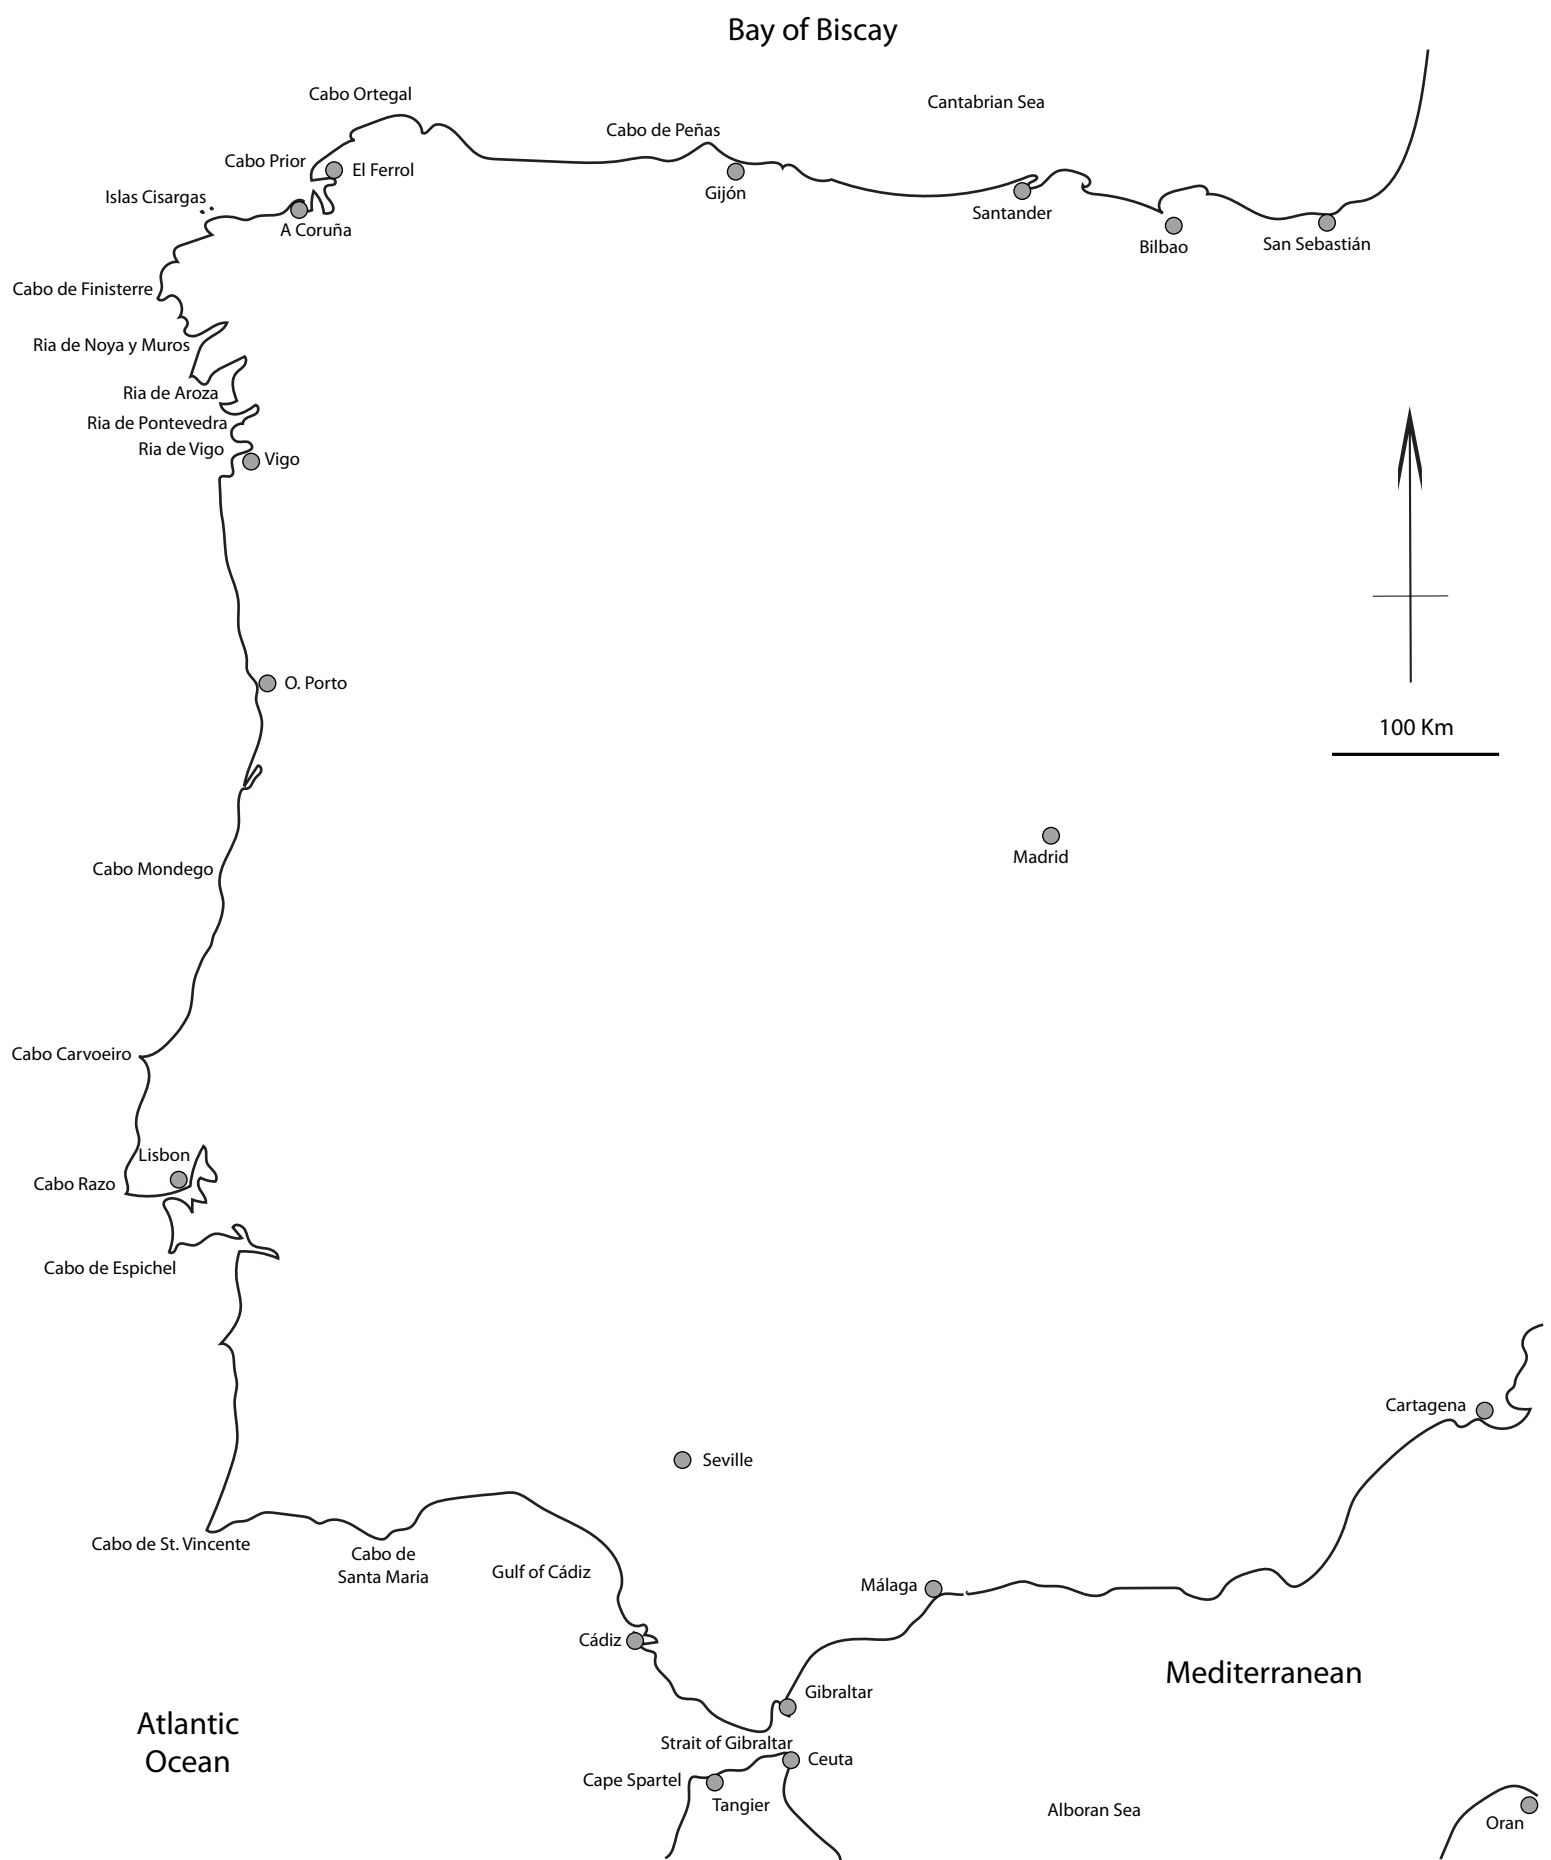 Bay of Biscay
Cabo Ortegal
Cantabrian Sea
Cabo de Peñas
Cabo Prior
El Ferrol
Gijón
Islas Cisargas
A Coruña
Santander
Bilbao
San Sebastián
Cabo de Finisterre
Ria de Noya y Muros
Ria de Aroza
Ria de Pontevedra
Ria de Vigo
Vigo
O. Porto
100 Km
Madrid
Cabo Mondego
Cabo Carvoeiro
Lisbon
Cabo Razo
Cabo de Espichel
Cartagena
Seville
Cabo de St. Vincente
Cabo de
Santa Maria
Gulf of Cádiz
Málaga
Cádiz
Mediterranean
Gibraltar
Atlantic
Ocean
Strait of Gibraltar
Ceuta
Cape Spartel
Tangier
Alboran Sea
Oran